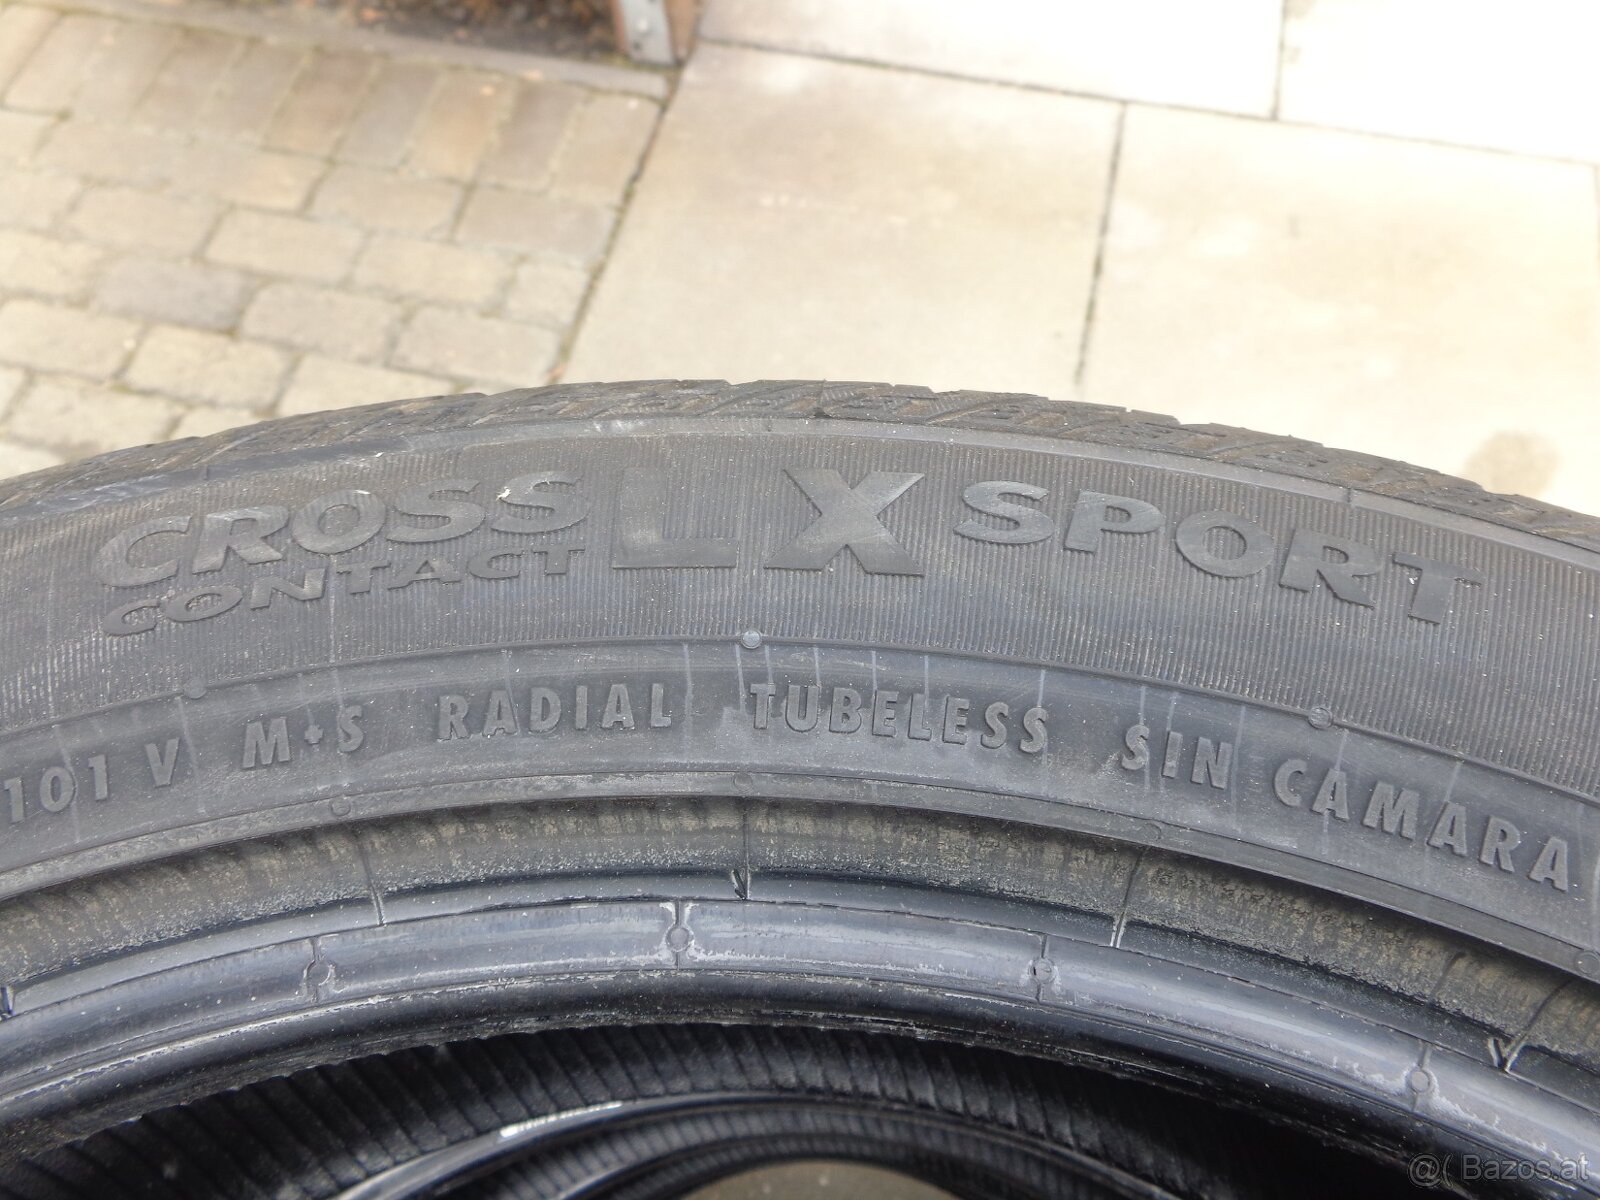 CROSS LX SPORT
CONTACT
101 V M+S RADIAL TUBELESS SIN CAMARA
@( Bazos.at